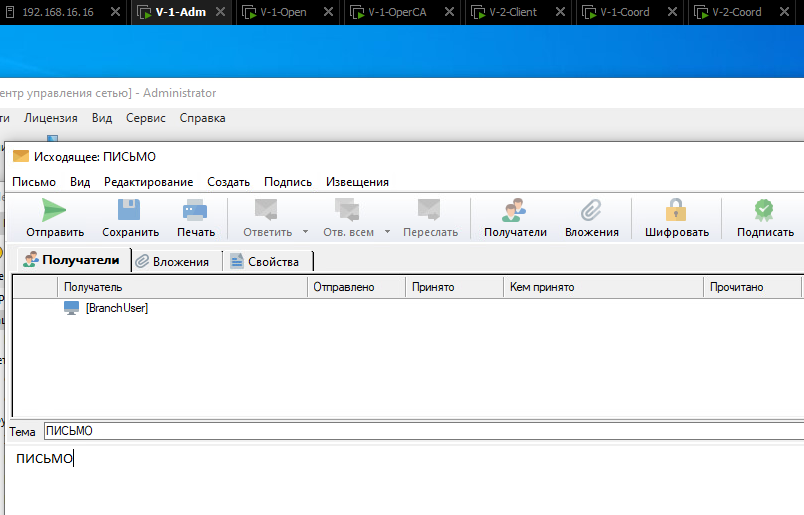 192.168.16.16 V-1-Adm V-1-Open V-1-OperCA V-2-Client V-1-Coord V-2-Coord
ентр управления сетью] - Administrator
ти Лицензия Вид Сервис Справка
Исходящее: ПИСЬМО
Письмо Вид Редактирование Создать Подпись Извещения
Отправить Сохранить Печать Ответить Отв. всем Переслать Получатели Вложения Шифровать Подписать
Получатели Вложения Свойства
Получатель Отправлено Принято Кем принято Прочитано
[BranchUser]
Тема ПИСЬМО
ПИСЬМО